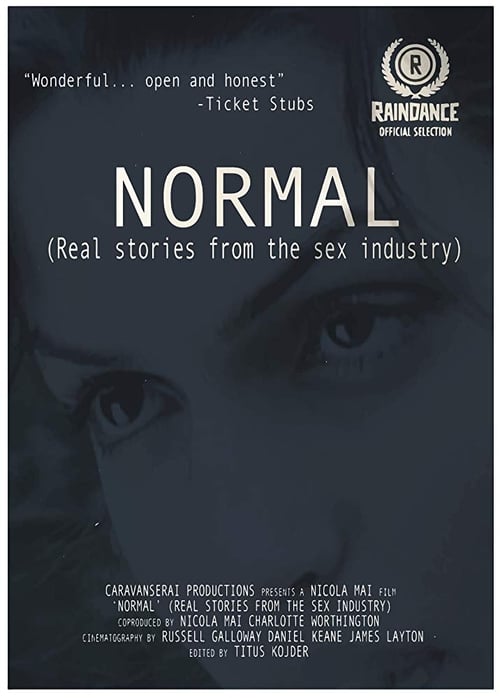 "Wonderful... open and honest"
-Ticket Stubs
R
RAINDANCE
OFFICIAL SELECTION
NORMAL
(Real stories from the sex industry)
CARAVANSERAI PRODUCTIONS PRESENTS A NICOLA MAI FILM
'NORMAL' (REAL STORIES FROM THE SEX INDUSTRY)
COPRODUCED BY NICOLA MAI CHARLOTTE WORTHINGTON
CINEMATOGRAPHY BY RUSSELL GALLOWAY DANIEL KEANE JAMES LAYTON
EDITED BY TITUS KOJDER